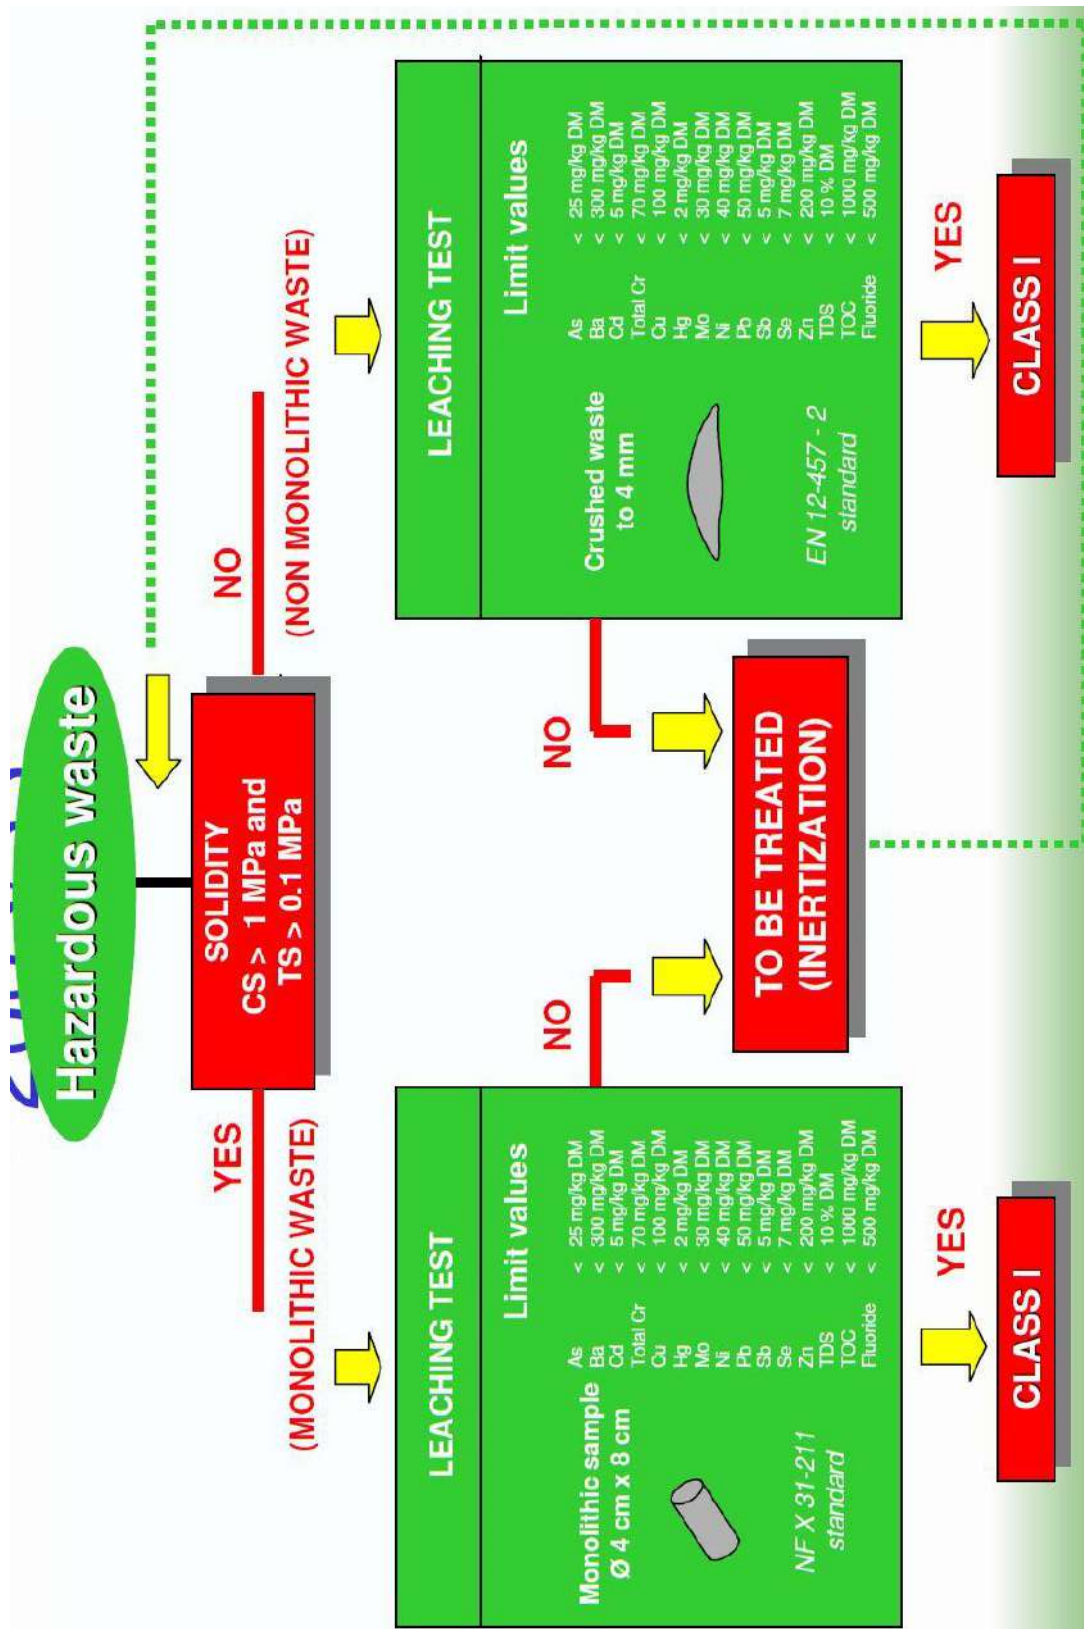 Hazardous waste
SOLIDITY
CS > 1 MPa and
TS > 0.1 MPa
YES
(MONOLITHIC WASTE)
NO
(NON MONOLITHIC WASTE)
LEACHING TEST
Monolithic sample
Ø 4 cm x 8 cm
NF X 31-211
standard
Limit values
As < 25 mg/kg DM
Ba < 300 mg/kg DM
Cd < 5 mg/kg DM
Total Cr < 70 mg/kg DM
Cu < 100 mg/kg DM
Hg < 2 mg/kg DM
Mo < 30 mg/kg DM
Ni < 40 mg/kg DM
Pb < 50 mg/kg DM
Sb < 5 mg/kg DM
Se < 7 mg/kg DM
Zn < 200 mg/kg DM
TDS < 10 % DM
TOC < 1000 mg/kg DM
Fluoride < 500 mg/kg DM
NO
NO
TO BE TREATED
(INERTIZATION)
LEACHING TEST
Crushed waste
to 4 mm
EN 12-457 - 2
standard
Limit values
As < 25 mg/kg DM
Ba < 300 mg/kg DM
Cd < 5 mg/kg DM
Total Cr < 70 mg/kg DM
Cu < 100 mg/kg DM
Hg < 2 mg/kg DM
Mo < 30 mg/kg DM
Ni < 40 mg/kg DM
Pb < 50 mg/kg DM
Sb < 5 mg/kg DM
Se < 7 mg/kg DM
Zn < 200 mg/kg DM
TDS < 10 % DM
TOC < 1000 mg/kg DM
Fluoride < 500 mg/kg DM
YES
CLASS I
YES
CLASS I